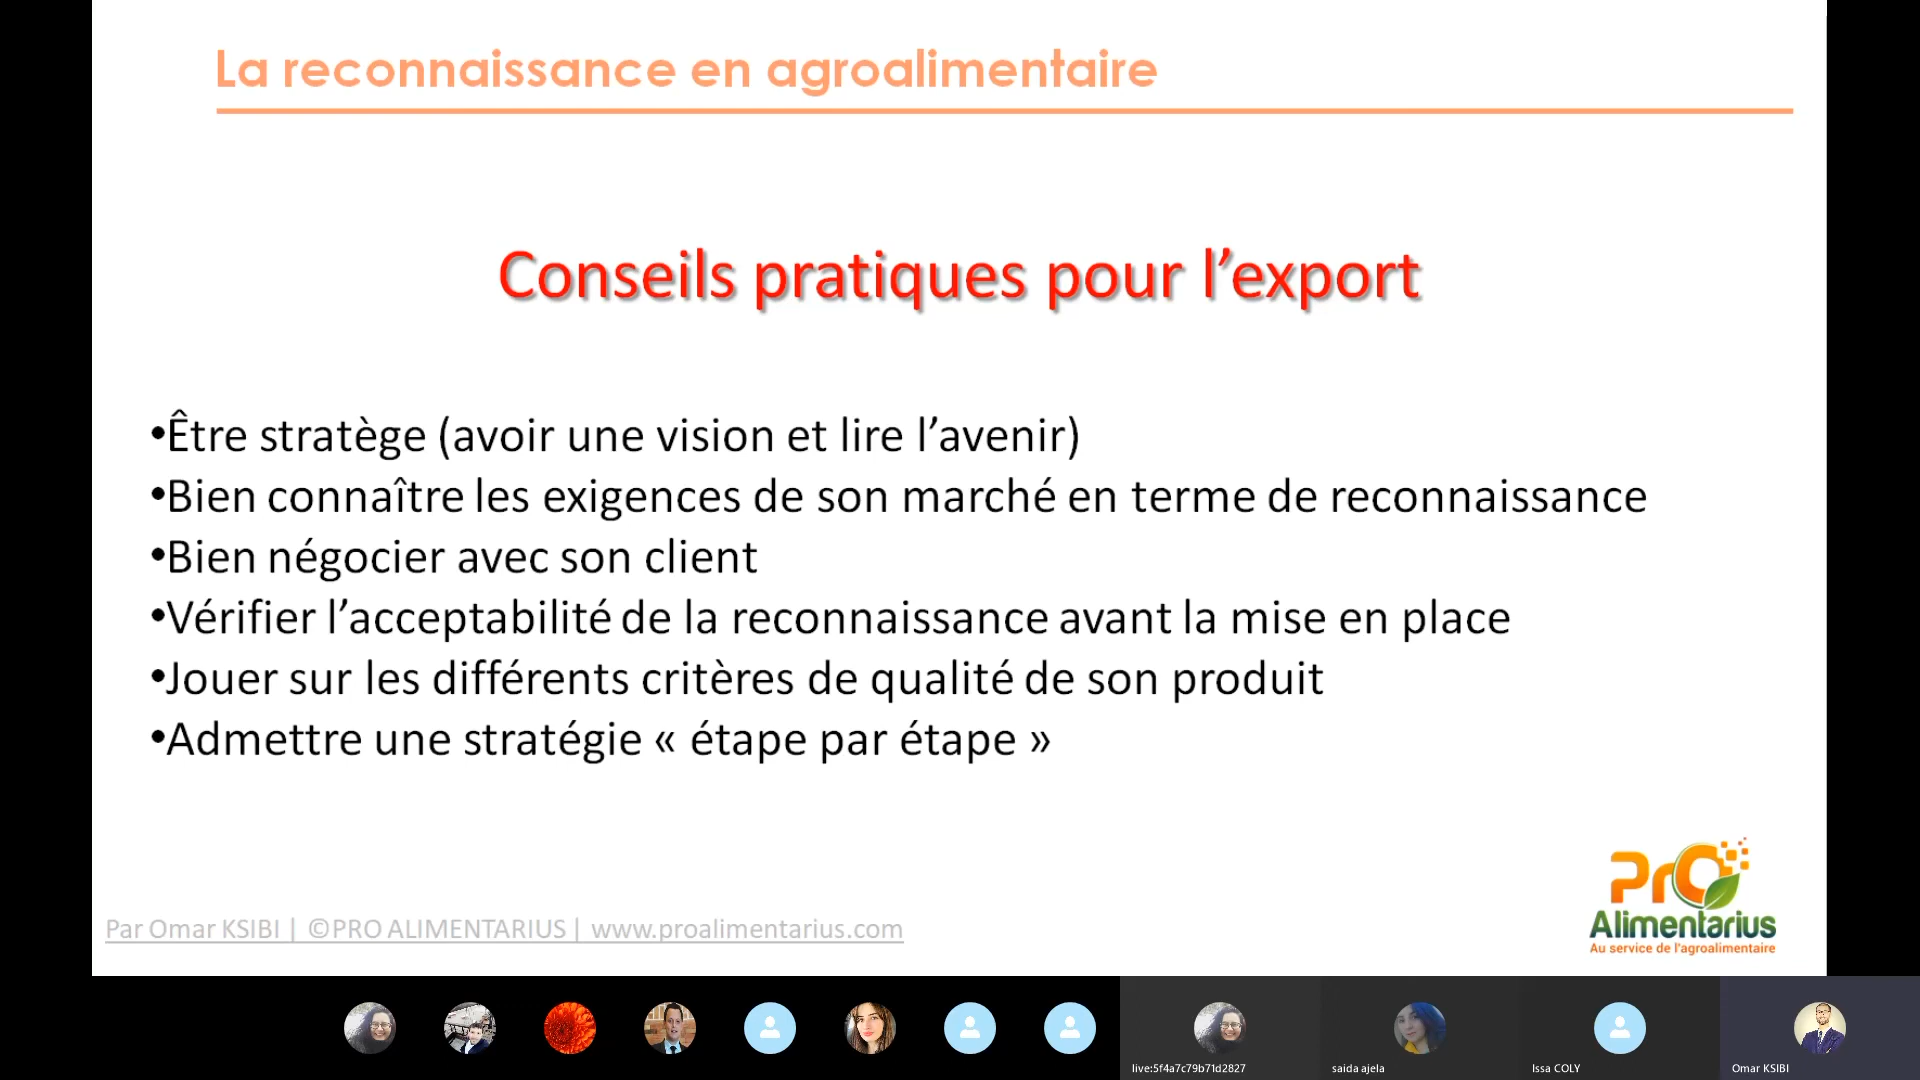 La reconnaissance en agroalimentaire
Conseils pratiques pour l’export
•Être stratège (avoir une vision et lire l’avenir)
•Bien connaître les exigences de son marché en terme de reconnaissance
•Bien négocier avec son client
•Vérifier l’acceptabilité de la reconnaissance avant la mise en place
•Jouer sur les différents critères de qualité de son produit
•Admettre une stratégie « étape par étape »
Par Omar KSIBI | ©PRO ALIMENTARIUS | www.proalimentarius.com
PrO
Alimentarius
Au service de l'agroalimentaire
live:5f4a7c79b71d2827
saida ajela
Issa COLY
Omar KSIBI